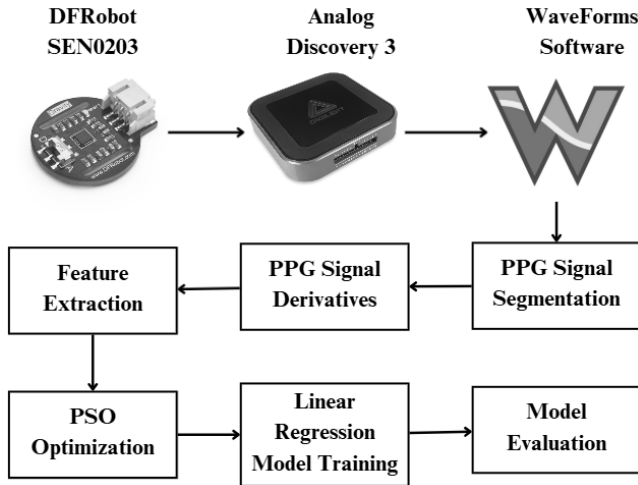 DFRobot
SEN0203
Analog
Discovery 3
WaveForms
Software
DIGILENT
Feature
Extraction
PPG Signal
Derivatives
PPG Signal
Segmentation
PSO
Optimization
Linear
Regression
Model Training
Model
Evaluation